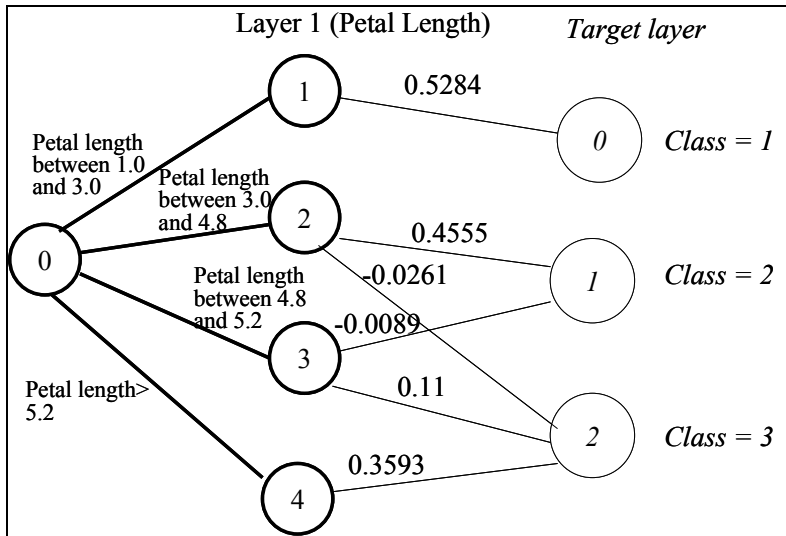 Layer 1 (Petal Length)
Target layer
1
0.5284
0
Class = 1
Petal length
between 1.0
and 3.0
Petal length
between 3.0
and 4.8
2
0.4555
-0.0261
1
Class = 2
0
Petal length
between 4.8
and 5.2
-0.0089
3
0.11
Petal length>
5.2
2
Class = 3
0.3593
4